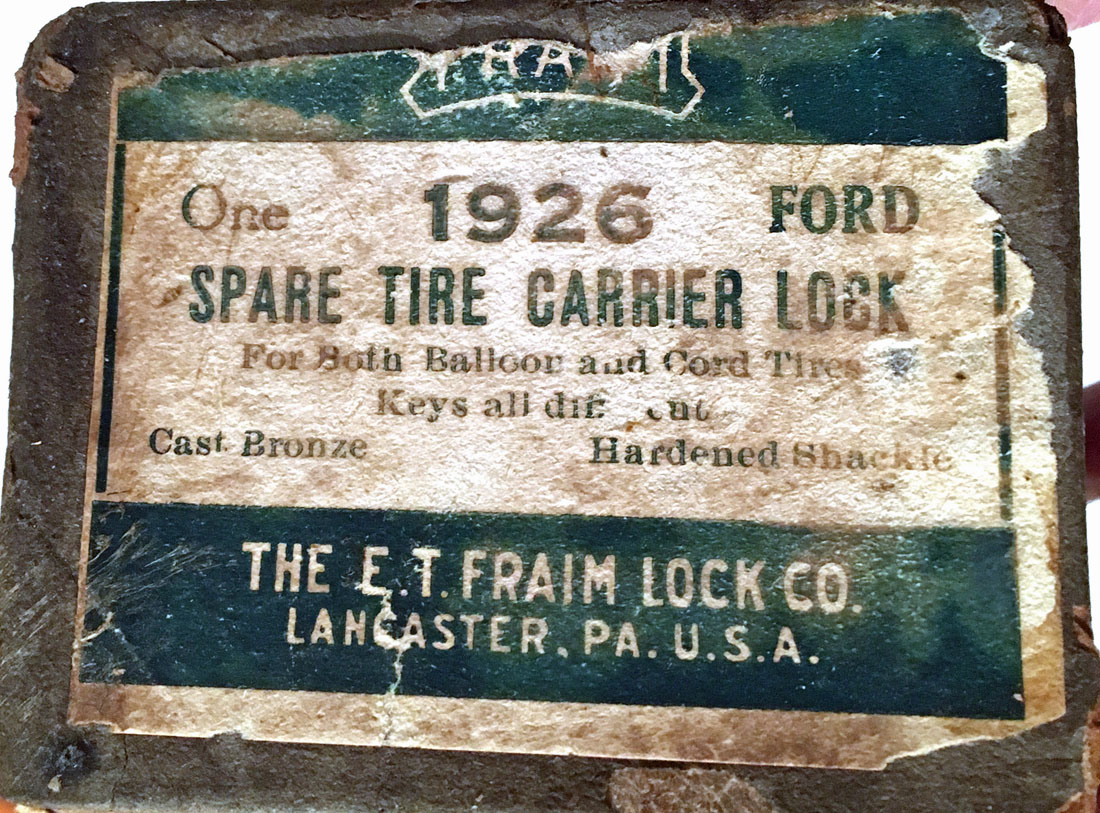 One 1926 FORD
SPARE TIRE CARRIER LOCK
For Both Balloon and Cord Tires
Keys all
Cast Bronze Hardened Shackle
THE E.T. FRAIM LOCK CO.
LANCASTER, PA. U.S.A.